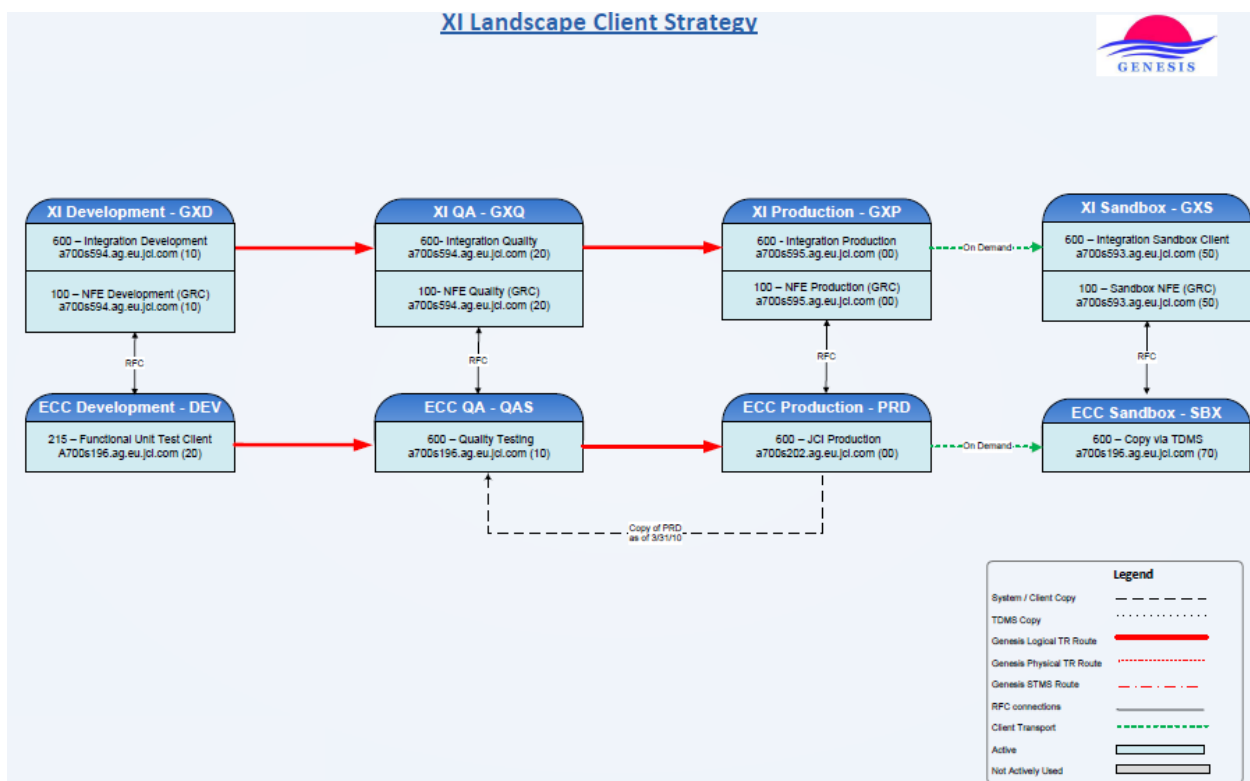 XI Landscape Client Strategy
GENESIS
XI Development - GXD
600 – Integration Development
a700s594.ag.eu.jci.com (10)
100 – NFE Development (GRC)
a700s594.ag.eu.jci.com (10)
XI QA - GXQ
600- Integration Quality
a700s594.ag.eu.jci.com (20)
100- NFE Quality (GRC)
a700s594.ag.eu.jci.com (20)
XI Production - GXP
600 - Integration Production
a700s595.ag.eu.jci.com (00)
100 – NFE Production (GRC)
a700s595.ag.eu.jci.com (00)
On Demand
XI Sandbox - GXS
600 – Integration Sandbox Client
a700s593.ag.eu.jci.com (50)
100 – Sandbox NFE (GRC)
a700s593.ag.eu.jci.com (50)
RFC
RFC
RFC
RFC
ECC Development - DEV
215 – Functional Unit Test Client
A700s196.ag.eu.jci.com (20)
ECC QA - QAS
600 – Quality Testing
a700s196.ag.eu.jci.com (10)
ECC Production - PRD
600 – JCI Production
a700s202.ag.eu.jci.com (00)
On Demand
ECC Sandbox - SBX
600 – Copy via TDMS
a700s196.ag.eu.jci.com (70)
Copy of PRD
as of 3/31/10
Legend
System / Client Copy
TDMS Copy
Genesis Logical TR Route
Genesis Physical TR Route
Genesis STMS Route
RFC connections
Client Transport
Active
Not Actively Used